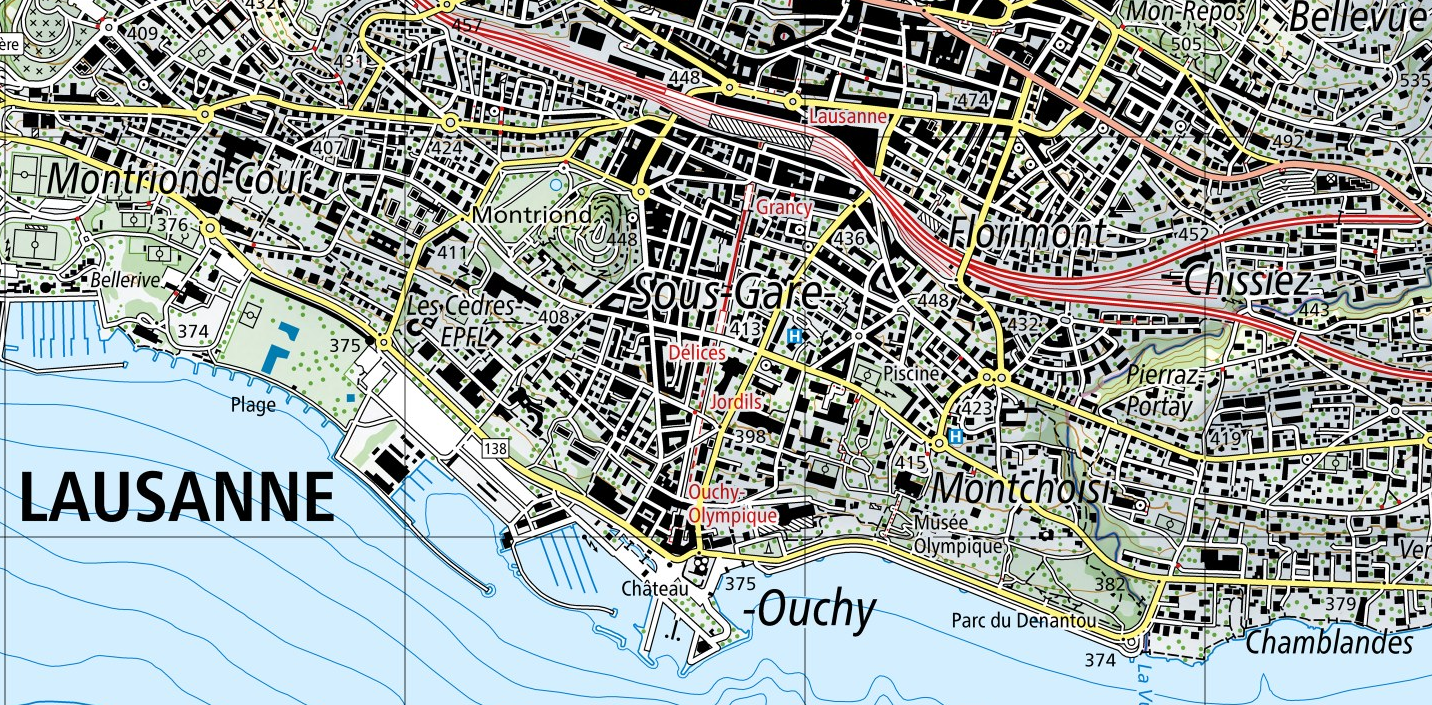 432
457
Mon-Repos
Bellevue
409
505
ère
431
448
535
474
Lausanne
407
424
492
Montriond-Cour
Grancy
Montriond
376
448
436
Florimont
452
411
Bellerive
Sous-Gare
Chissiez
Les Cèdres-
EPFL
408
448
443
374
413
H
432
375
Délices
Piscine
Pierraz-
Portay
Plage
Jordils
423
398
H
419
138
415
LAUSANNE
Ouchy-
Olympique
Montchoisi
Musée
Olympique
Château
375
382
-Ouchy
Parc du Denantou
379
Chamblandes
374